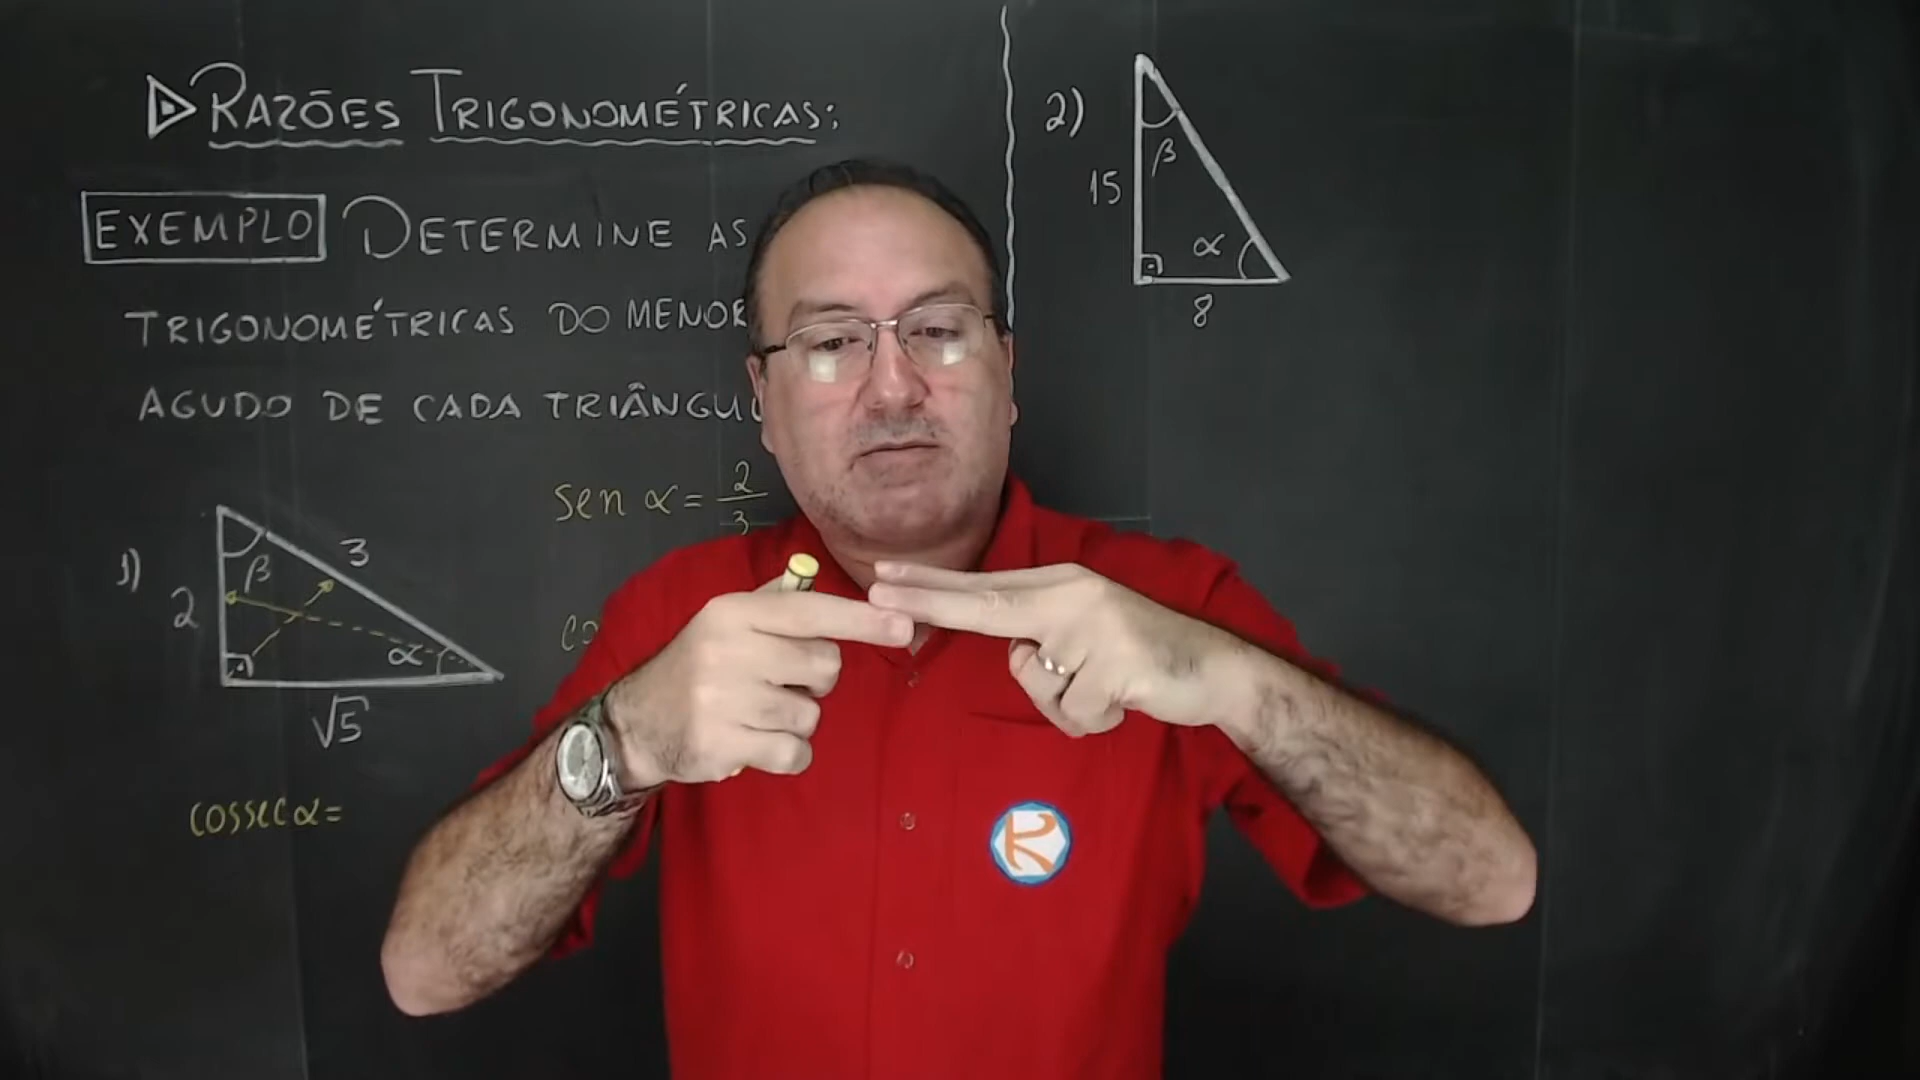 RAZÕES TRIGONOMÉTRICAS:
EXEMPLO DETERMINE AS
TRIGONOMÉTRICAS DO MENOR
AGUDO DE CADA
sen α = 2/3
1)
β
3
2
α
√5
cossec α =
2)
β
15
α
8
R